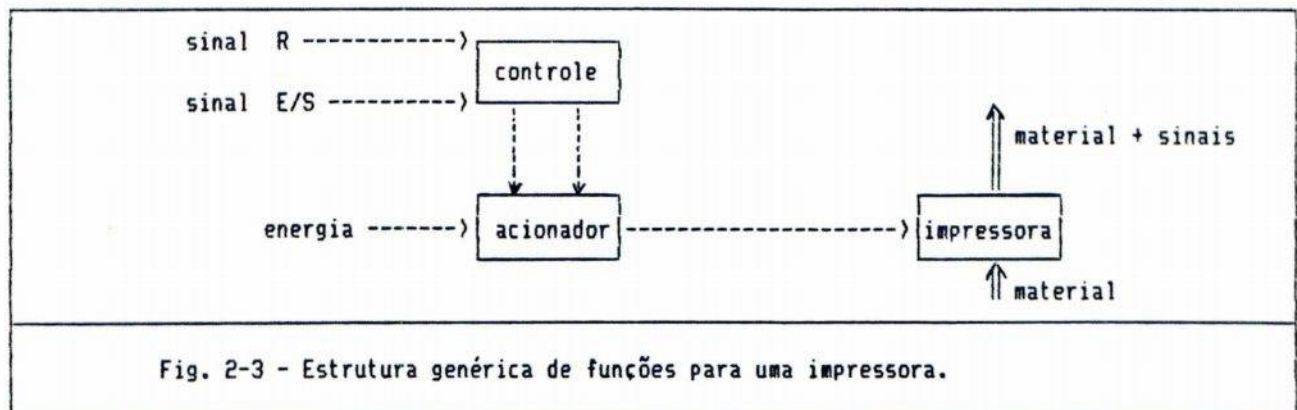 sinal R
controle
sinal E/S
material + sinais
energia
acionador
impressora
material
Fig. 2-3 - Estrutura genérica de funções para uma impressora.